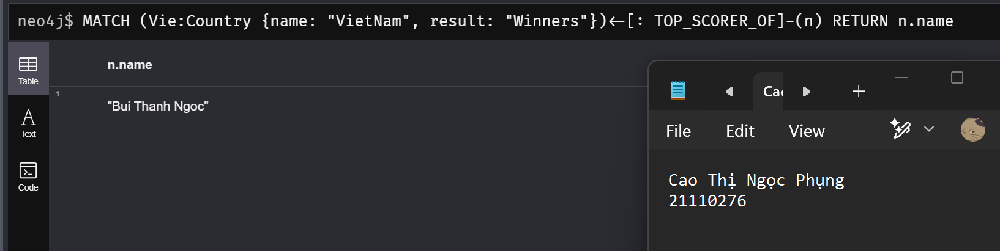 neo4j$ MATCH (Vie:Country {name: "VietNam", result: "Winners"})<-[: TOP_SCORER_OF]-(n) RETURN n.name
Table
n.name
1
"Bui Thanh Ngoc"
Text
Code
Cao
File Edit View
Cao Thị Ngọc Phụng
21110276